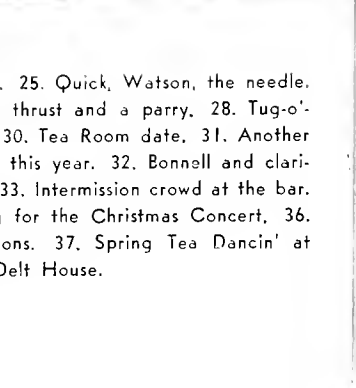 . 25. Quick, Watson, the needle.
thrust and a parry. 28. Tug-o'-
30. Tea Room date. 31. Another
this year. 32. Bonnell and clari-
33. Intermission crowd at the bar.
for the Christmas Concert. 36.
ons. 37. Spring Tea Dancin' at
Delt House.